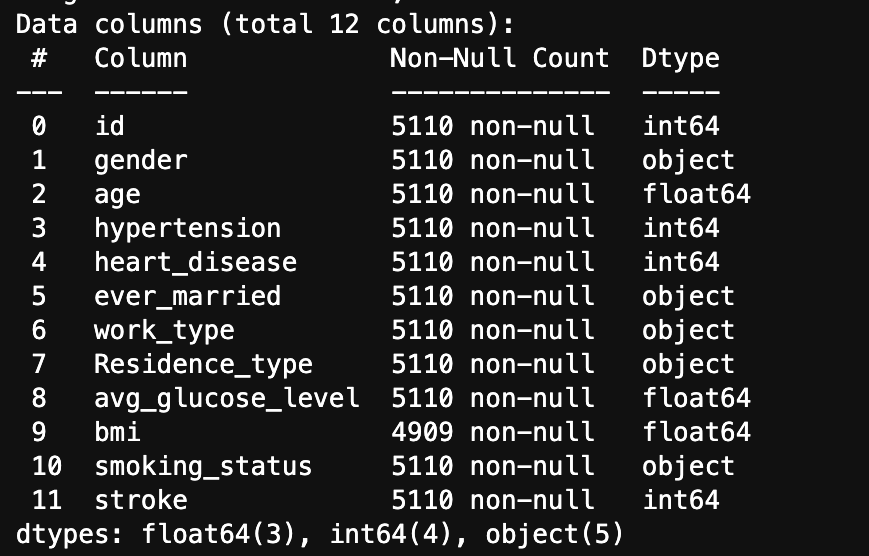 Data columns (total 12 columns):
 #   Column             Non-Null Count  Dtype
---  ------             --------------  -----
 0   id                 5110 non-null   int64
 1   gender             5110 non-null   object
 2   age                5110 non-null   float64
 3   hypertension       5110 non-null   int64
 4   heart_disease      5110 non-null   int64
 5   ever_married       5110 non-null   object
 6   work_type          5110 non-null   object
 7   Residence_type     5110 non-null   object
 8   avg_glucose_level  5110 non-null   float64
 9   bmi                4909 non-null   float64
 10  smoking_status     5110 non-null   object
 11  stroke             5110 non-null   int64
dtypes: float64(3), int64(4), object(5)